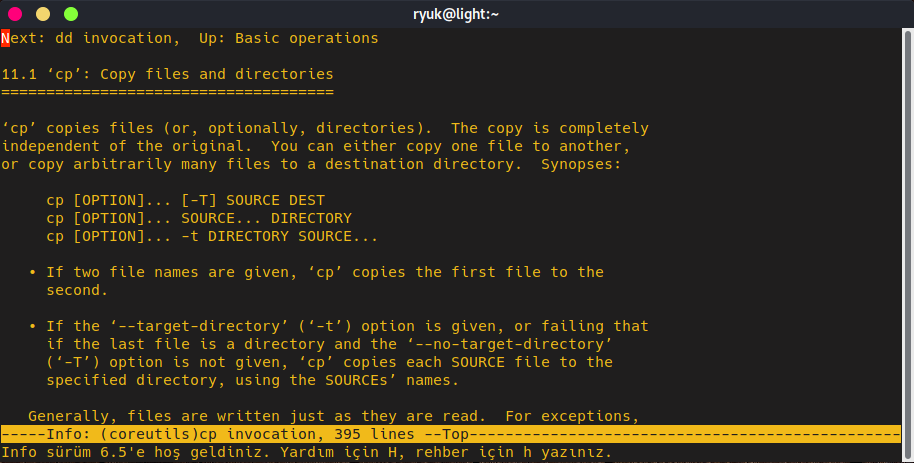 ryuk@light:~
Next: dd invocation,  Up: Basic operations
11.1 ‘cp’: Copy files and directories
=====================================
‘cp’ copies files (or, optionally, directories).  The copy is completely
independent of the original.  You can either copy one file to another,
or copy arbitrarily many files to a destination directory.  Synopses:
cp [OPTION]... [-T] SOURCE DEST
cp [OPTION]... SOURCE... DIRECTORY
cp [OPTION]... -t DIRECTORY SOURCE...
• If two file names are given, ‘cp’ copies the first file to the
second.
• If the ‘--target-directory’ (‘-t’) option is given, or failing that
if the last file is a directory and the ‘--no-target-directory’
(‘-T’) option is not given, ‘cp’ copies each SOURCE file to the
specified directory, using the SOURCEs’ names.
Generally, files are written just as they are read.  For exceptions,
-----Info: (coreutils)cp invocation, 395 lines --Top------------------------------------------------
Info sürüm 6.5'e hoş geldiniz. Yardım için H, rehber için h yazınız.